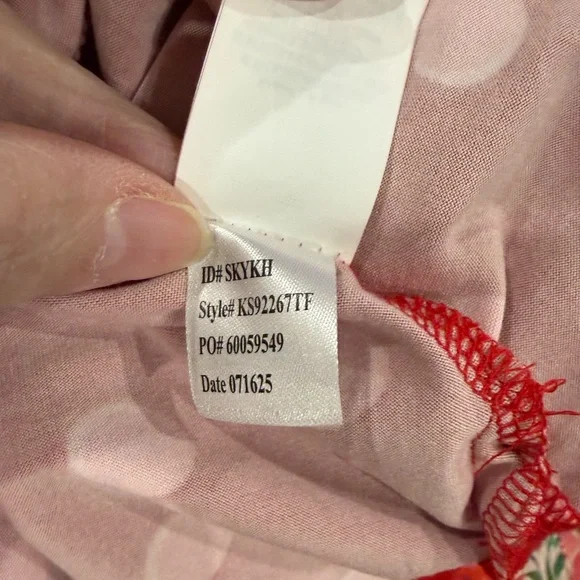 ID# SKYKH
Style# KS92267TF
PO# 60059549
Date 071625